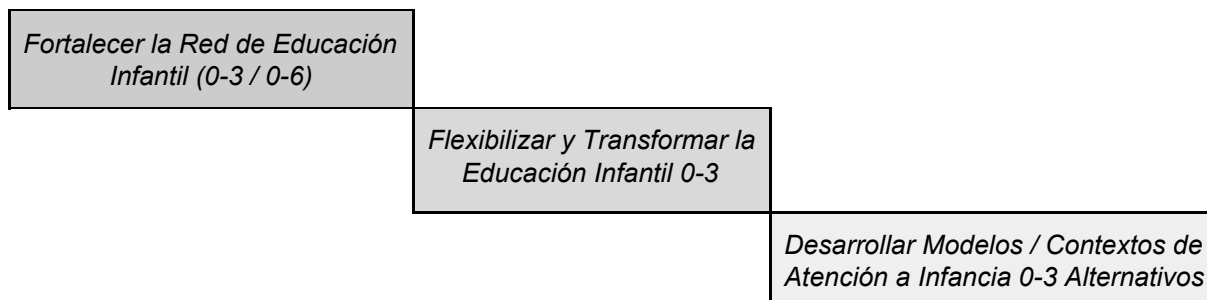 Fortalecer la Red de Educación
Infantil (0-3 / 0-6)
Flexibilizar y Transformar la
Educación Infantil 0-3
Desarrollar Modelos / Contextos de
Atención a Infancia 0-3 Alternativos